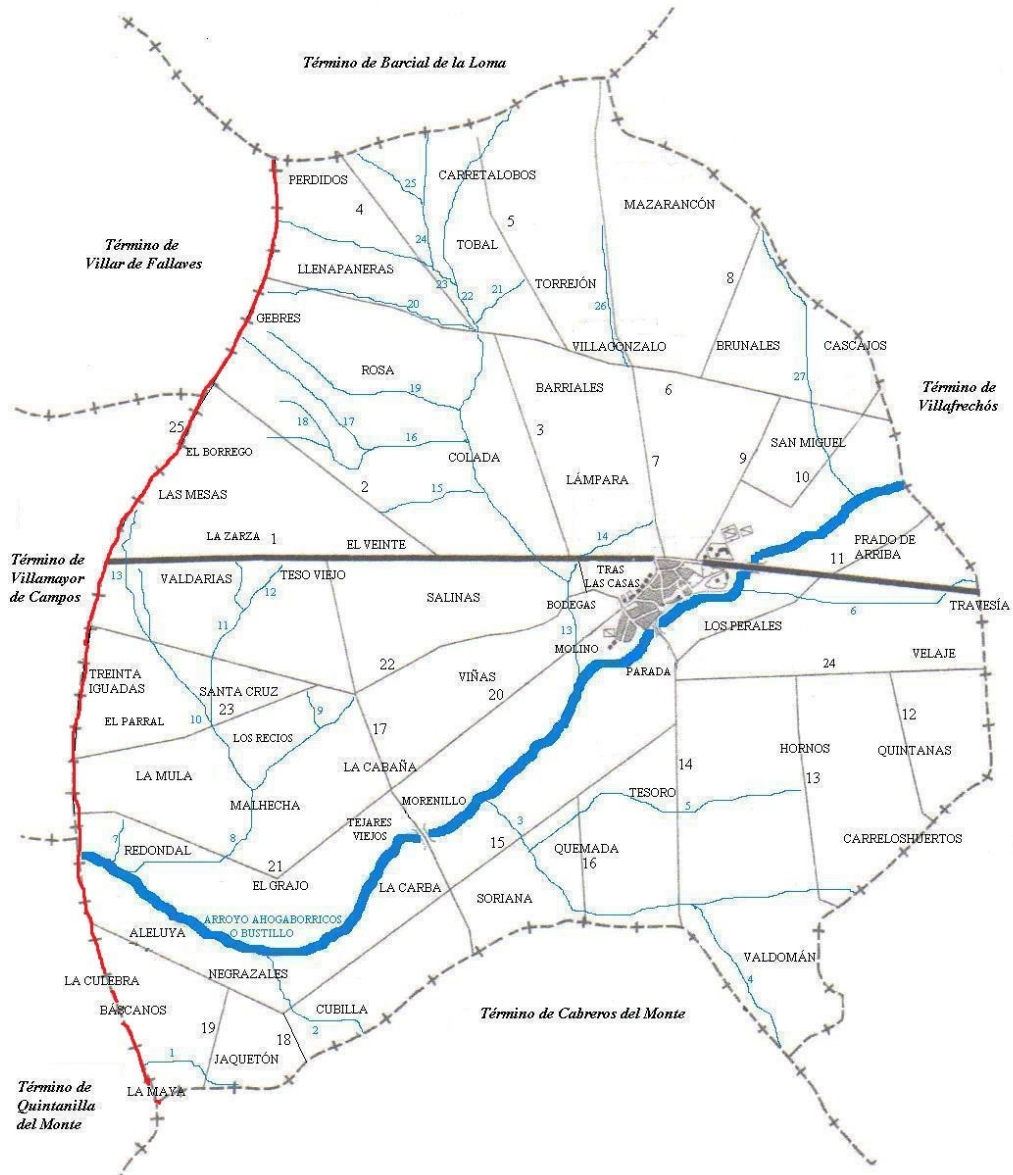 Término de Barcial de la Loma
PERDIDOS
4
25
CARRETALOBOS
5
MAZARANCÓN
Término de
Villar de Fallaves
24
TOBAL
LLENAPANERAS
23
22
21
TORREJÓN
8
20
26
GEBRES
VILLAGONZALO
BRUNALES
CASCAJOS
27
ROSA
19
BARRIALES
6
Término de
Villafrechós
18
17
25
EL BORREGO
16
COLADA
3
7
9
SAN MIGUEL
10
LAS MESAS
2
15
LÁMPARA
LA ZARZA
1
EL VEINTE
14
PRADO DE
ARRIBA
11
Término de
Villamayor
de Campos
13
VALDARIAS
TESO VIEJO
12
SALINAS
TRAS
LAS CASAS
BODEGAS
6
TRAVESÍA
11
13
LOS PERALES
MOLINO
VELAJE
22
VIÑAS
20
PARADA
24
TREINTA
IGUADAS
SANTA CRUZ
23
9
EL PARRAL
10
LOS RECIOS
17
12
HORNOS
QUINTANAS
LA MULA
LA CABAÑA
14
13
MALHECHA
MORENILLO
TESORO
5
TEJARES
VIEJOS
3
15
7
REDONDAL
8
21
QUEMADA
16
CARRELOSHUERTOS
EL GRAJO
LA CARBA
SORIANA
ARROYO AHOGABORRICOS
O BUSTILLO
ALELUYA
VALDOMÁN
4
NEGRAZALES
LA CULEBRA
BÁSCANOS
CUBILLA
2
Término de Cabreros del Monte
19
18
1
JAQUETÓN
LA MAYA
Término de
Quintanilla
del Monte